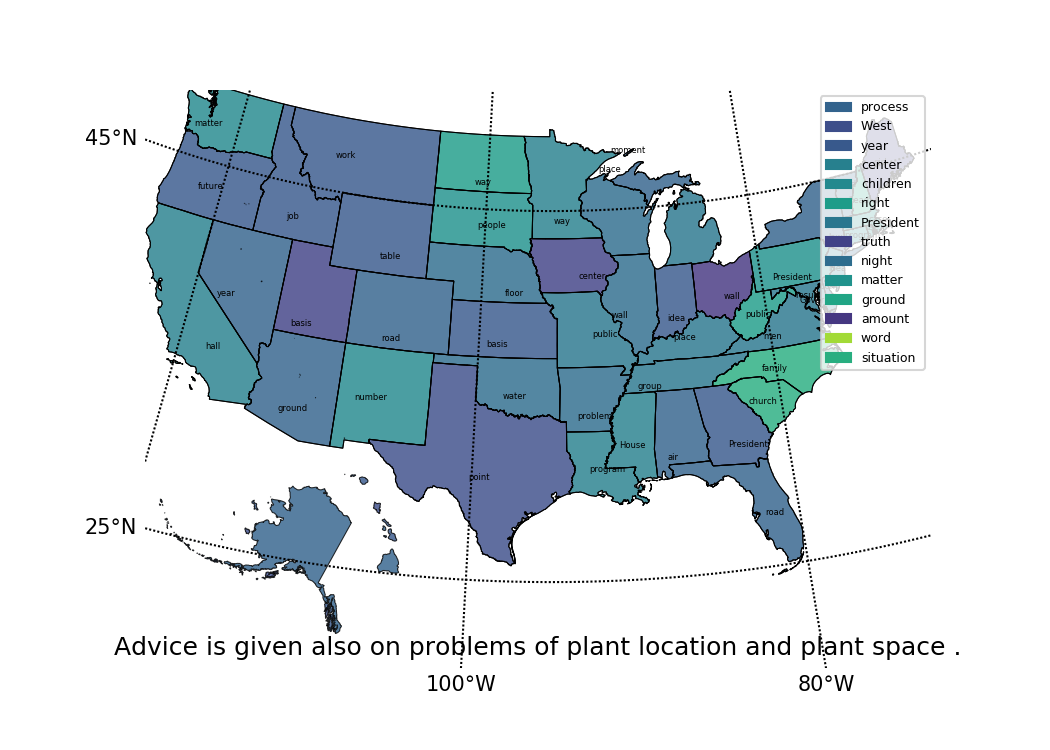 process
West
year
center
children
right
President
truth
night
matter
ground
amount
word
situation
45°N
25°N
matter
future
work
job
way
people
table
moment
place
way
center
floor
year
basis
hall
road
basis
number
ground
water
wall
public
idea
place
wall
President
public
men
family
group
church
problem
House
President
program
air
point
road
Advice is given also on problems of plant location and plant space .
100°W
80°W